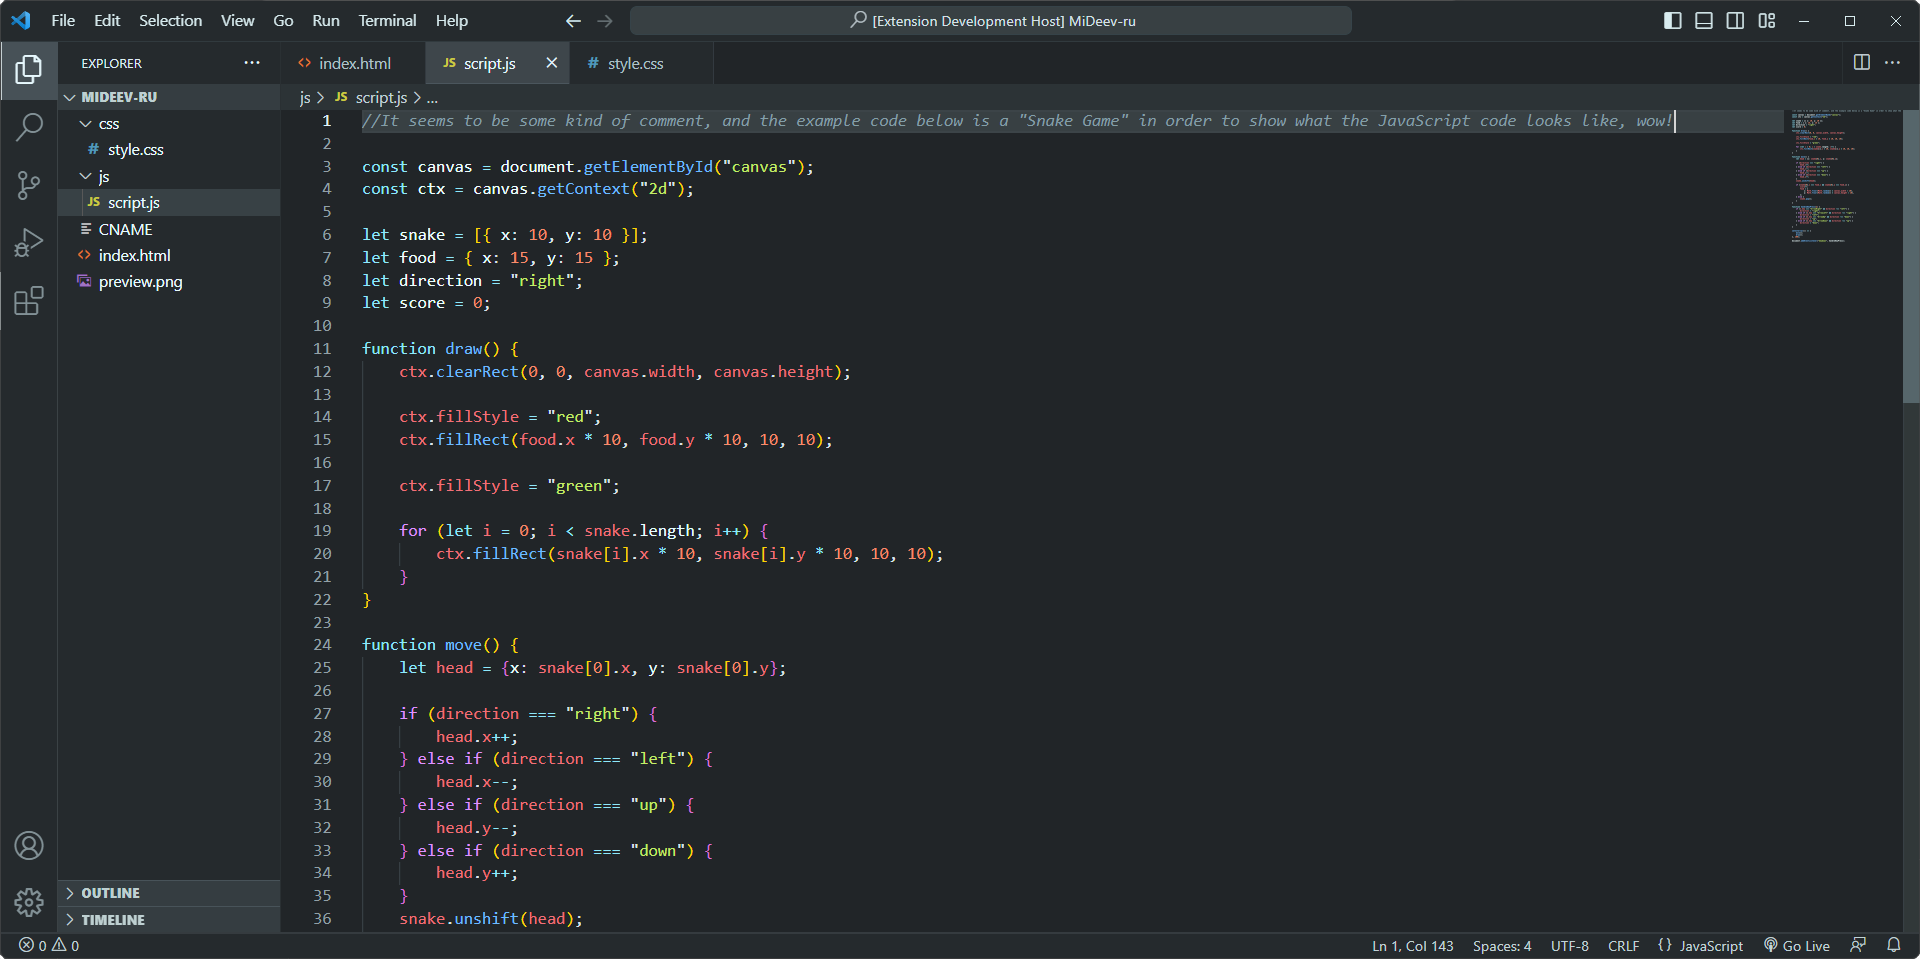 File Edit Selection View Go Run Terminal Help
[Extension Development Host] MiDeev-ru
EXPLORER
MIDEEV-RU
css
# style.css
js
JS script.js
CNAME
<> index.html
preview.png
OUTLINE
TIMELINE
<> index.html
JS script.js
# style.css
js > JS script.js > ...
1 //It seems to be some kind of comment, and the example code below is a "Snake Game" in order to show what the JavaScript code looks like, wow!
2
3 const canvas = document.getElementById("canvas");
4 const ctx = canvas.getContext("2d");
5
6 let snake = [{ x: 10, y: 10 }];
7 let food = { x: 15, y: 15 };
8 let direction = "right";
9 let score = 0;
10
11 function draw() {
12 ctx.clearRect(0, 0, canvas.width, canvas.height);
13
14 ctx.fillStyle = "red";
15 ctx.fillRect(food.x * 10, food.y * 10, 10, 10);
16
17 ctx.fillStyle = "green";
18
19 for (let i = 0; i < snake.length; i++) {
20 ctx.fillRect(snake[i].x * 10, snake[i].y * 10, 10, 10);
21 }
22 }
23
24 function move() {
25 let head = {x: snake[0].x, y: snake[0].y};
26
27 if (direction === "right") {
28 head.x++;
29 } else if (direction === "left") {
30 head.x--;
31 } else if (direction === "up") {
32 head.y--;
33 } else if (direction === "down") {
34 head.y++;
35 }
36 snake.unshift(head);
0 0
Ln 1, Col 143 Spaces: 4 UTF-8 CRLF {} JavaScript Go Live